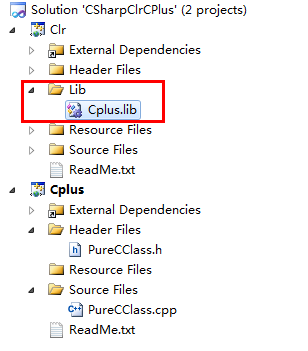 Solution 'CSharpClrCPlus' (2 projects)
Clr
External Dependencies
Header Files
Lib
Cplus.lib
Resource Files
Source Files
ReadMe.txt
Cplus
External Dependencies
Header Files
PureCClass.h
Resource Files
Source Files
PureCClass.cpp
ReadMe.txt